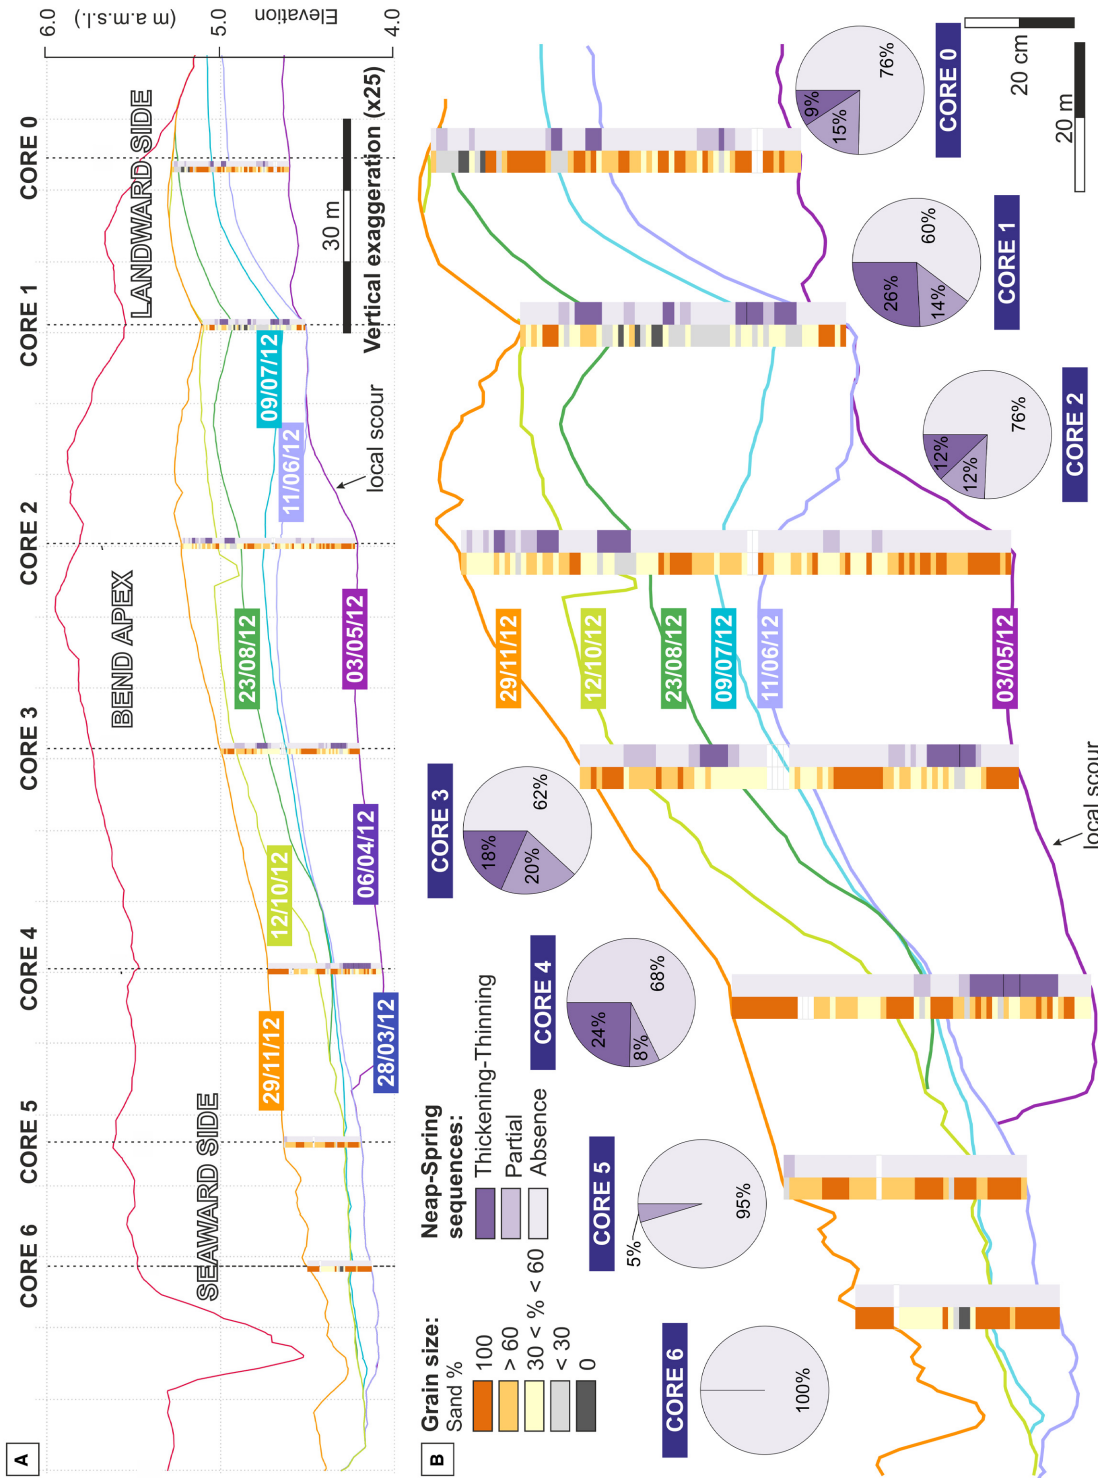 A
6.0
5.0
4.0
(m a.m.s.l.)
Elevation
CORE 6
CORE 5
CORE 4
CORE 3
CORE 2
CORE 1
CORE 0
SEAWARD SIDE
BEND APEX
LANDWARD SIDE
29/11/12
28/03/12
12/10/12
06/04/12
23/08/12
03/05/12
11/06/12
09/07/12
local scour
30 m
Vertical exaggeration (x25)
B
Grain size:
Sand %
100
> 60
30 < % < 60
< 30
0
Neap-Spring
sequences:
Thickening-Thinning
Partial
Absence
CORE 6
100%
CORE 5
5%
95%
CORE 4
24%
8%
68%
CORE 3
18%
20%
62%
CORE 2
12%
12%
76%
CORE 1
26%
14%
60%
CORE 0
9%
15%
76%
29/11/12
12/10/12
23/08/12
09/07/12
11/06/12
03/05/12
local scour
20 cm
20 m